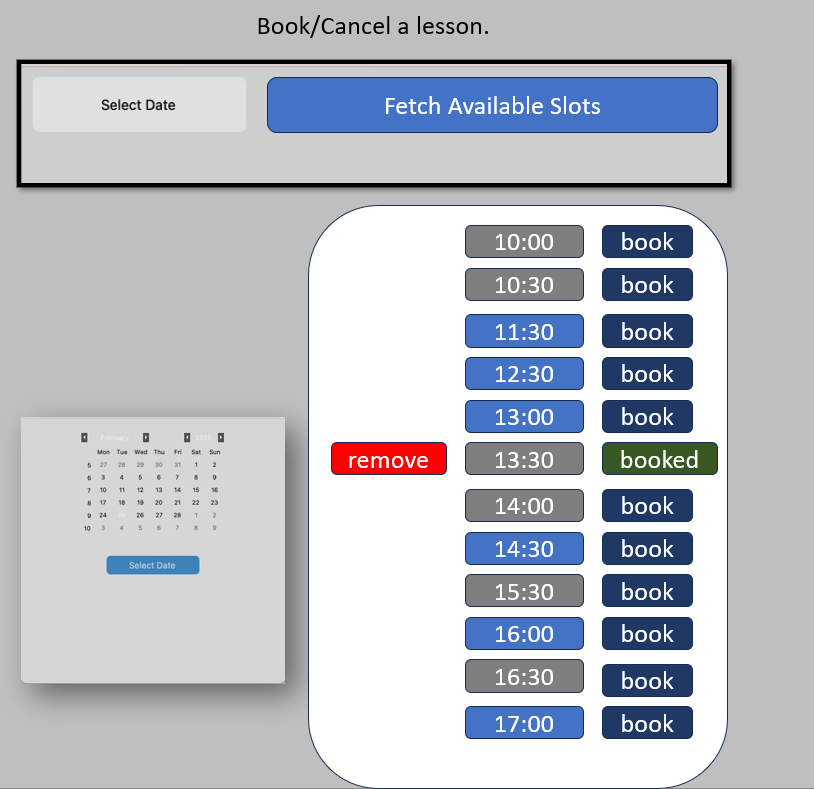 Book/Cancel a lesson.
Select Date
Fetch Available Slots
10:00 book
10:30 book
11:30 book
12:30 book
13:00 book
remove 13:30 booked
14:00 book
14:30 book
15:30 book
16:00 book
16:30 book
17:00 book
February 2025
Mon Tue Wed Thu Fri Sat Sun
5 27 28 29 30 31 1 2
6 3 4 5 6 7 8 9
7 10 11 12 13 14 15 16
8 17 18 19 20 21 22 23
9 24 25 26 27 28 1 2
10 3 4 5 6 7 8 9
Select Date